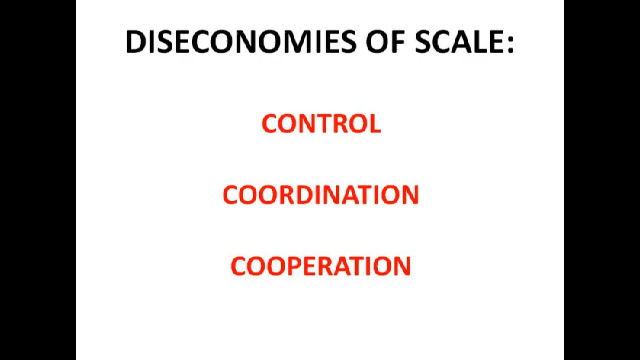 DISECONOMIES OF SCALE:
CONTROL
COORDINATION
COOPERATION